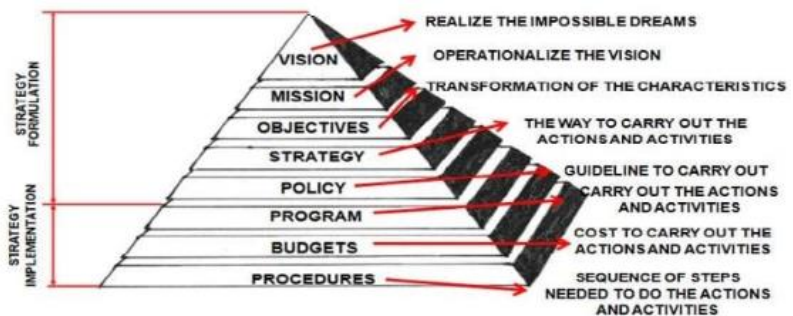 REALIZE THE IMPOSSIBLE DREAMS
VISION
OPERATIONALIZE THE VISION
MISSION
TRANSFORMATION OF THE CHARACTERISTICS
OBJECTIVES
THE WAY TO CARRY OUT THE
ACTIONS AND ACTIVITIES
STRATEGY
GUIDELINE TO CARRY OUT
POLICY
CARRY OUT THE ACTIONS
AND ACTIVITIES
PROGRAM
COST TO CARRY OUT THE
ACTIONS AND ACTIVITIES
BUDGETS
SEQUENCE OF STEPS
NEEDED TO DO THE ACTIONS
AND ACTIVITIES
PROCEDURES
STRATEGY
FORMULATION
STRATEGY
IMPLEMENTATION